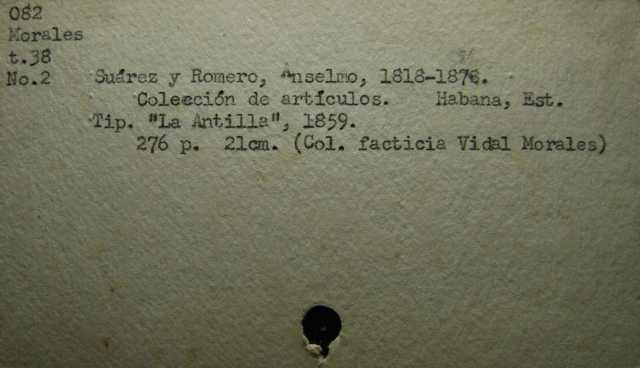 082
Morales
t.38
No.2 Suárez y Romero, Anselmo, 1818-1878.
Colección de artículos. Habana, Est.
Tip. "La Antilla", 1859.
276 p. 21cm. (Col. facticia Vidal Morales)